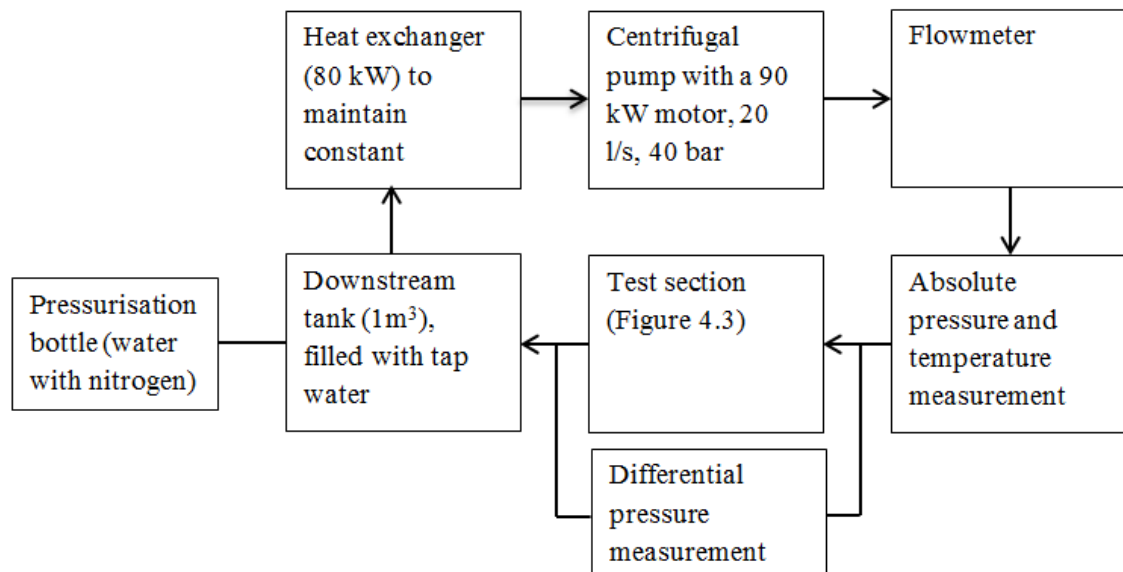 Heat exchanger
(80 kW) to
maintain
constant
Centrifugal
pump with a 90
kW motor, 20
l/s, 40 bar
Flowmeter
Pressurisation
bottle (water
with nitrogen)
Downstream
tank (1m³),
filled with tap
water
Test section
(Figure 4.3)
Absolute
pressure and
temperature
measurement
Differential
pressure
measurement